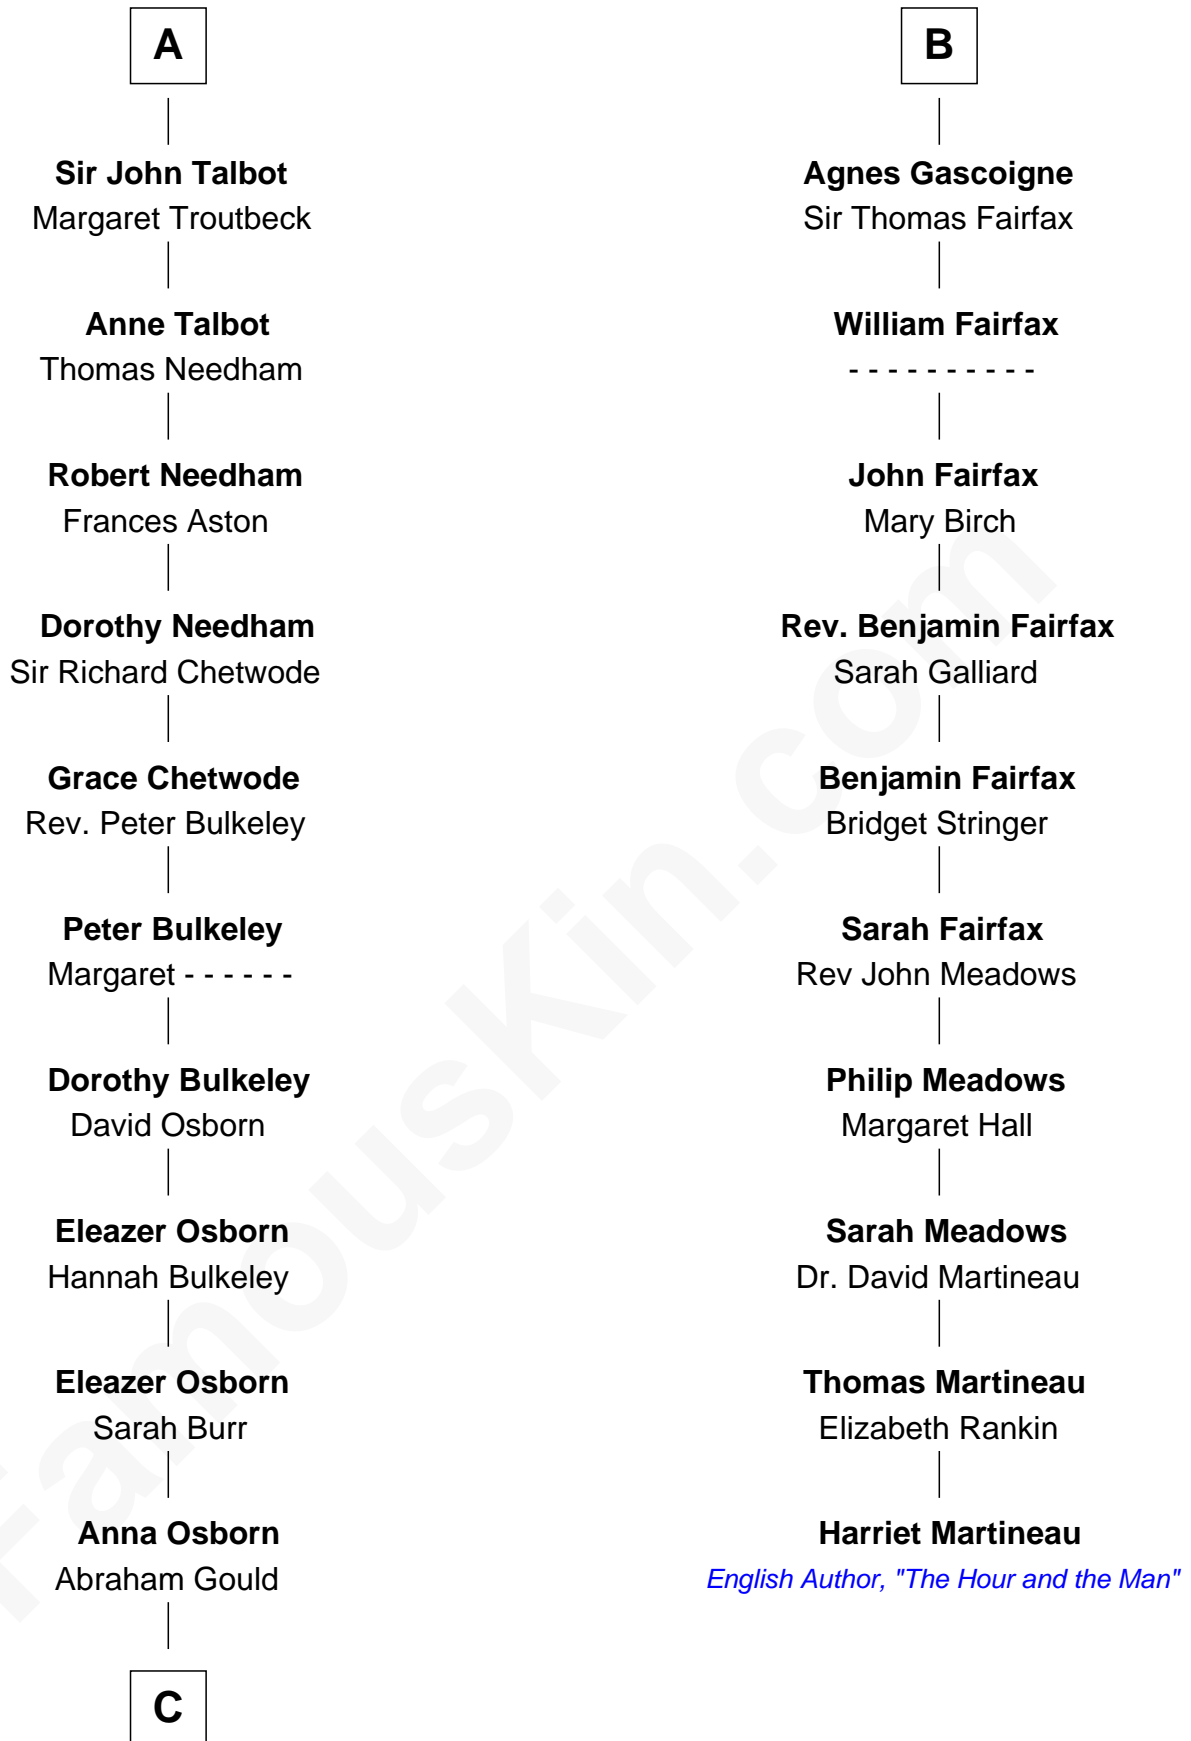 A
Sir John Talbot
Margaret Troutbeck
Anne Talbot
Thomas Needham
Robert Needham
Frances Aston
Dorothy Needham
Sir Richard Chetwode
Grace Chetwode
Rev. Peter Bulkeley
Peter Bulkeley
Margaret - - - - - -
Dorothy Bulkeley
David Osborn
Eleazer Osborn
Hannah Bulkeley
Eleazer Osborn
Sarah Burr
Anna Osborn
Abraham Gould
C
B
Agnes Gascoigne
Sir Thomas Fairfax
William Fairfax
- - - - - - - - - -
John Fairfax
Mary Birch
Rev. Benjamin Fairfax
Sarah Galliard
Benjamin Fairfax
Bridget Stringer
Sarah Fairfax
Rev John Meadows
Philip Meadows
Margaret Hall
Sarah Meadows
Dr. David Martineau
Thomas Martineau
Elizabeth Rankin
Harriet Martineau
English Author, "The Hour and the Man"
FamousKin.com